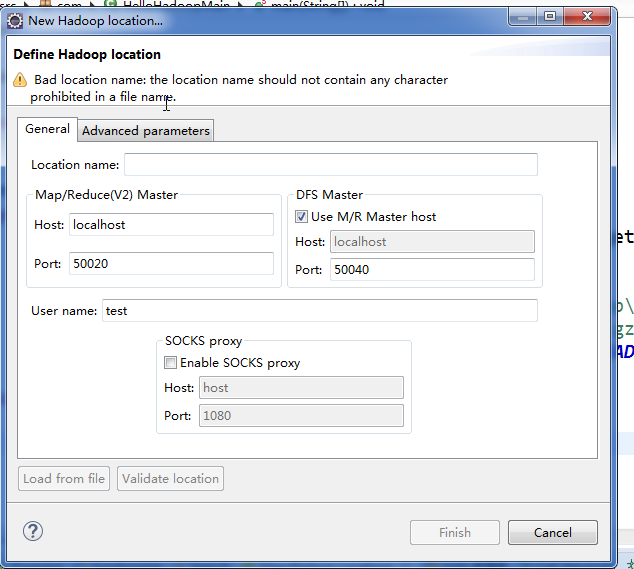 New Hadoop location...
Define Hadoop location
Bad location name: the location name should not contain any character
prohibited in a file name.
General
Advanced parameters
Location name:
Map/Reduce(V2) Master
Host: localhost
Port: 50020
DFS Master
Use M/R Master host
Host: localhost
Port: 50040
User name: test
SOCKS proxy
Enable SOCKS proxy
Host: host
Port: 1080
Load from file
Validate location
Finish
Cancel